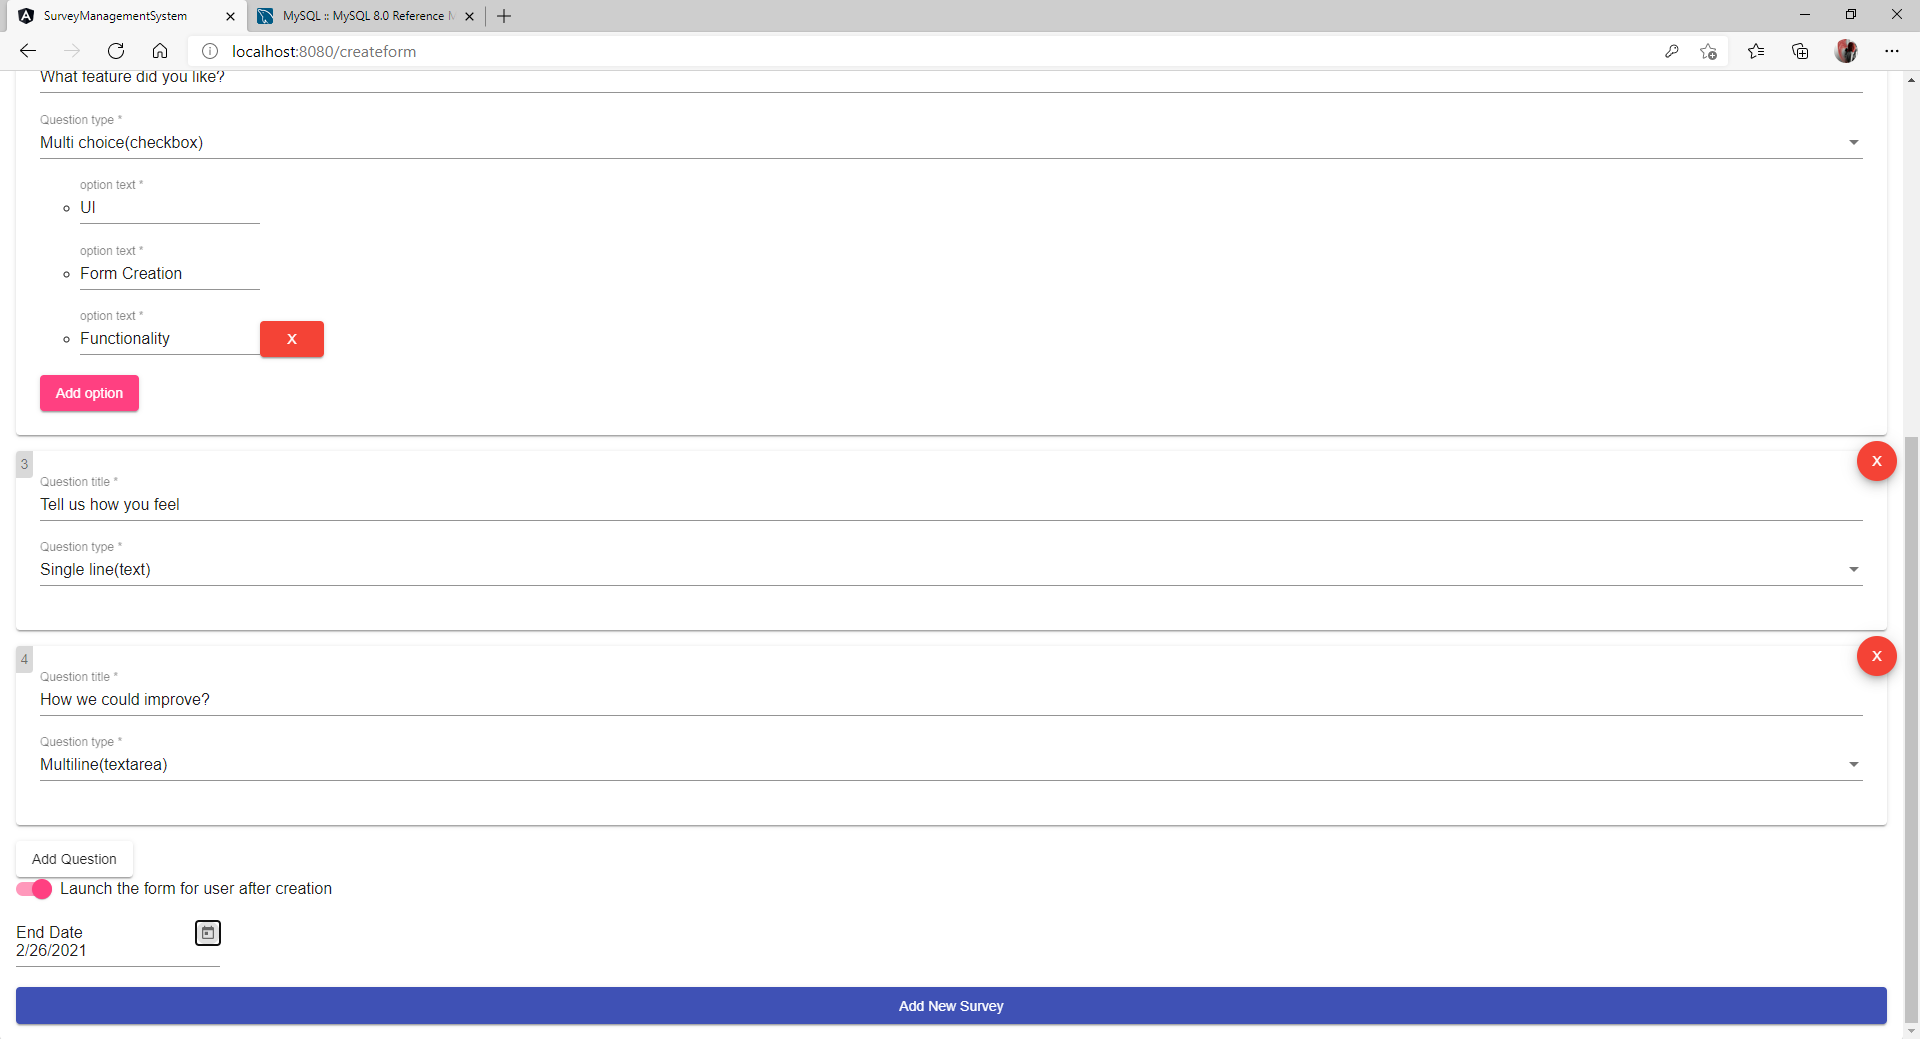 SurveyManagementSystem
MySQL :: MySQL 8.0 Reference
localhost:8080/createform
What feature did you like?
Question type *
Multi choice(checkbox)
option text *
UI
option text *
Form Creation
option text *
Functionality
X
Add option
3
X
Question title *
Tell us how you feel
Question type *
Single line(text)
4
X
Question title *
How we could improve?
Question type *
Multiline(textarea)
Add Question
Launch the form for user after creation
End Date
2/26/2021
Add New Survey